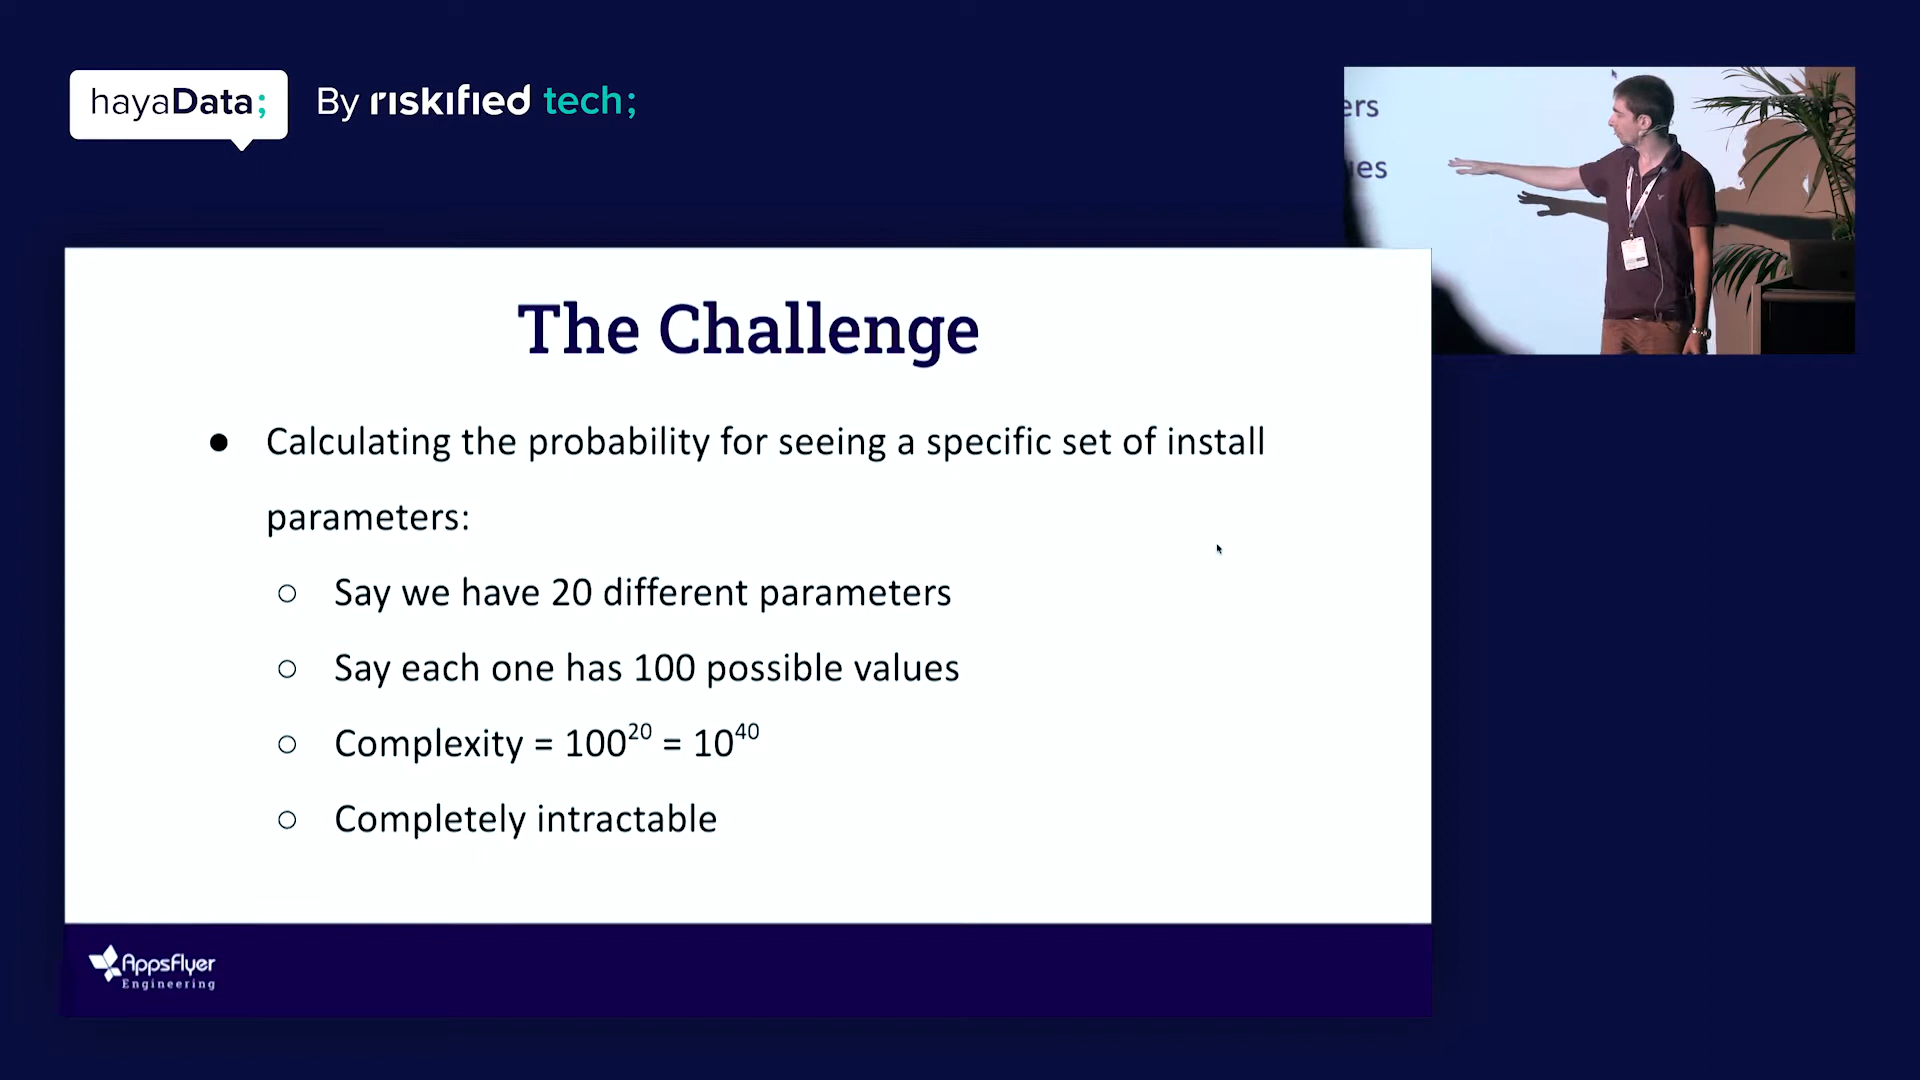 hayaData; By riskified tech;
ers
ies
The Challenge
● Calculating the probability for seeing a specific set of install
parameters:
○ Say we have 20 different parameters
○ Say each one has 100 possible values
○ Complexity = 100²⁰ = 10⁴⁰
○ Completely intractable
AppsFlyer
Engineering